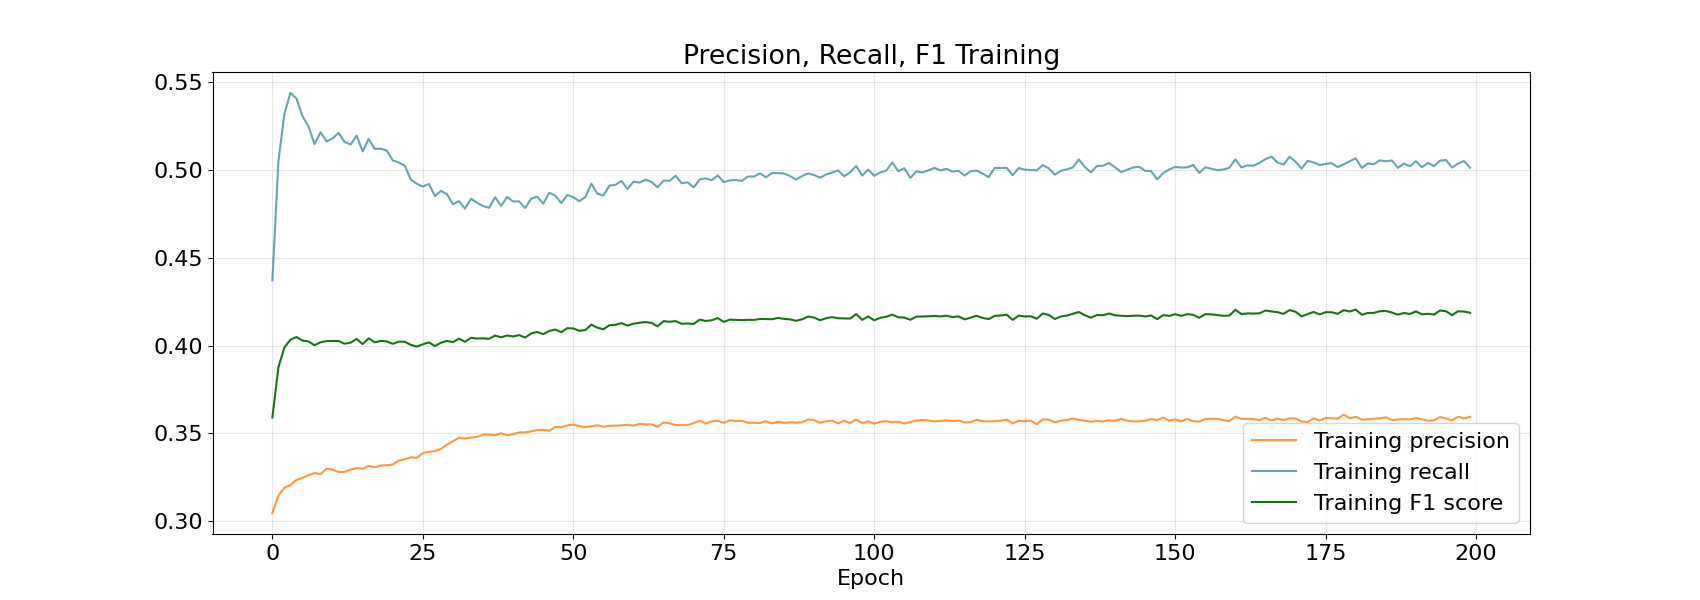 Precision, Recall, F1 Training
0.55
0.50
0.45
0.40
0.35
0.30
Training precision
Training recall
Training F1 score
0 25 50 75 100 125 150 175 200
Epoch